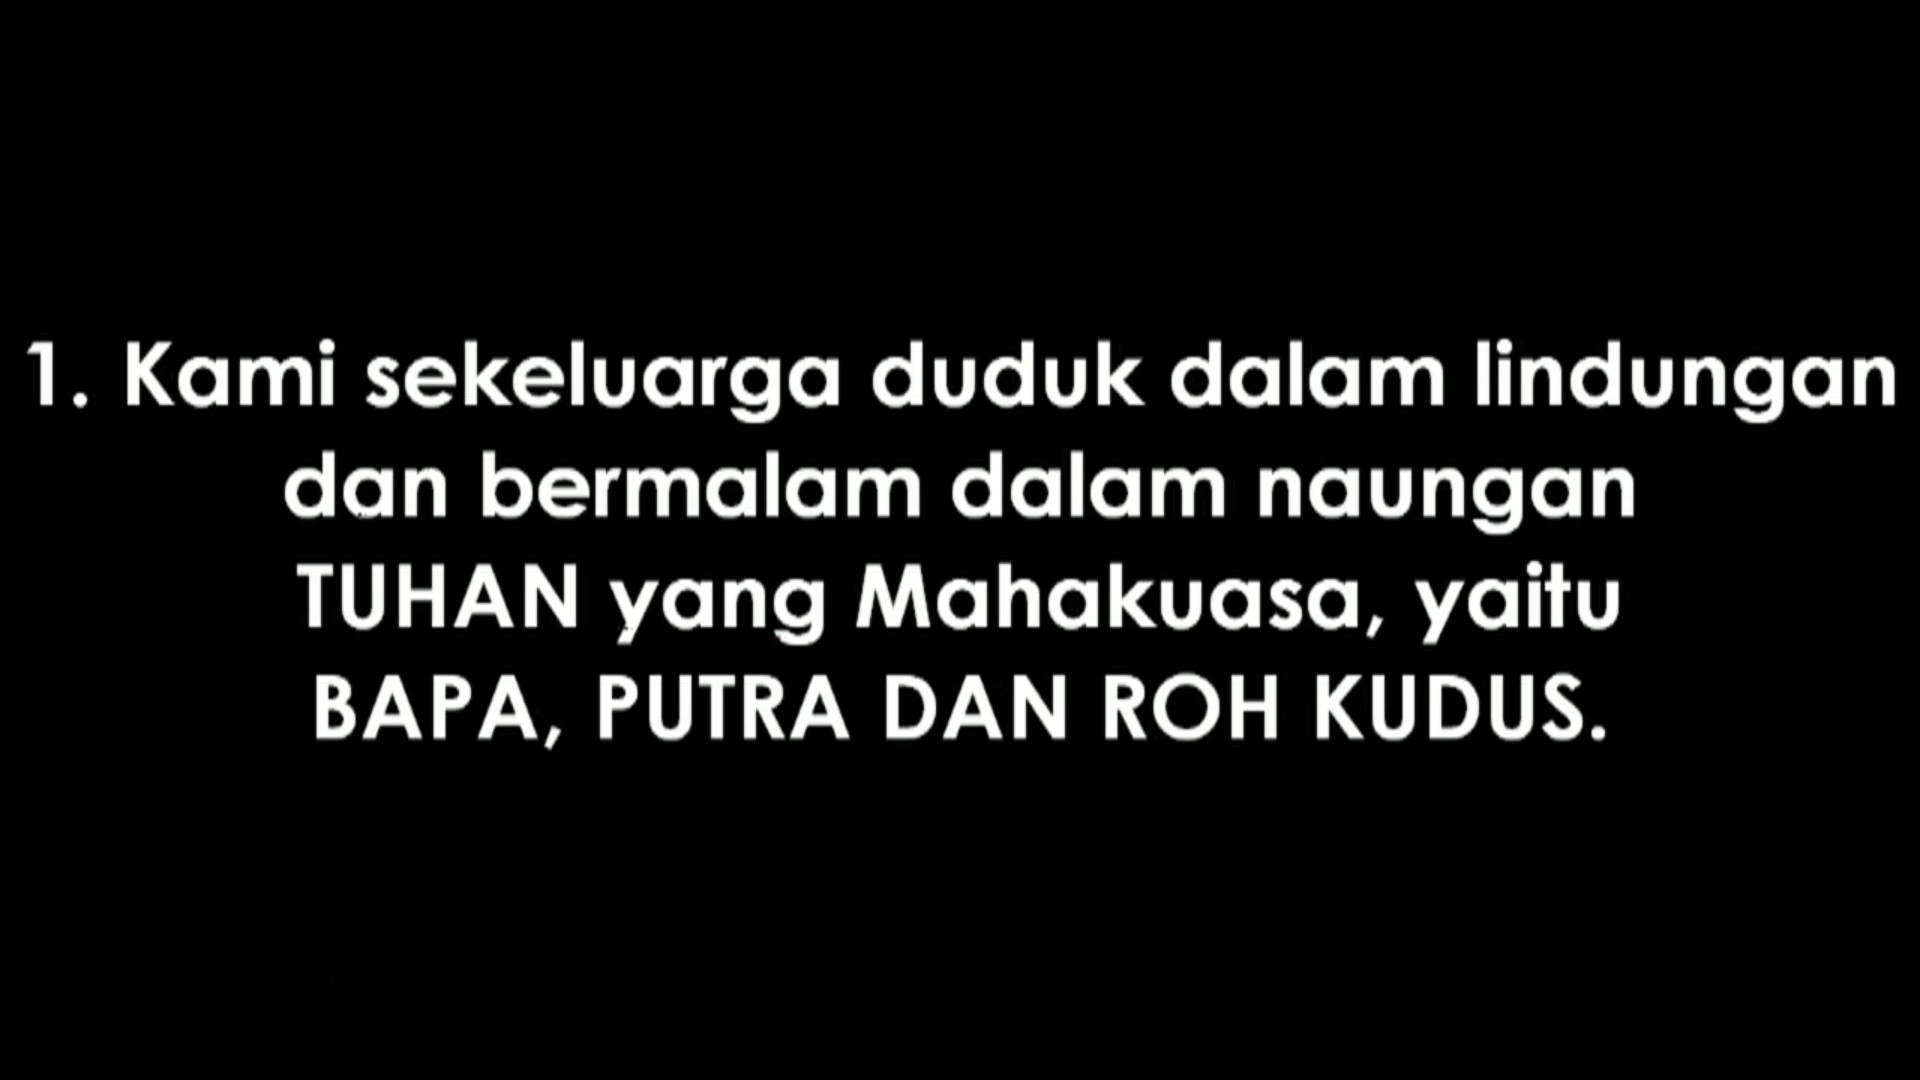 1. Kami sekeluarga duduk dalam lindungan
dan bermalam dalam naungan
TUHAN yang Mahakuasa, yaitu
BAPA, PUTRA DAN ROH KUDUS.